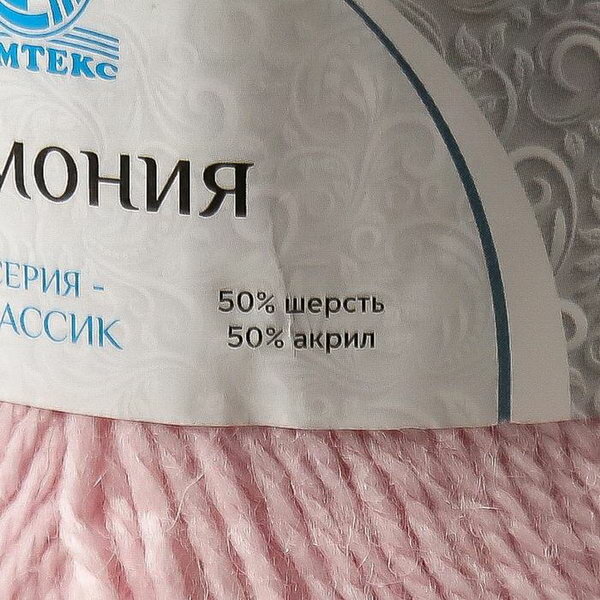 МТЕКС
МОНИЯ
СЕРИЯ -
АССИК
50% шерсть
50% акрил